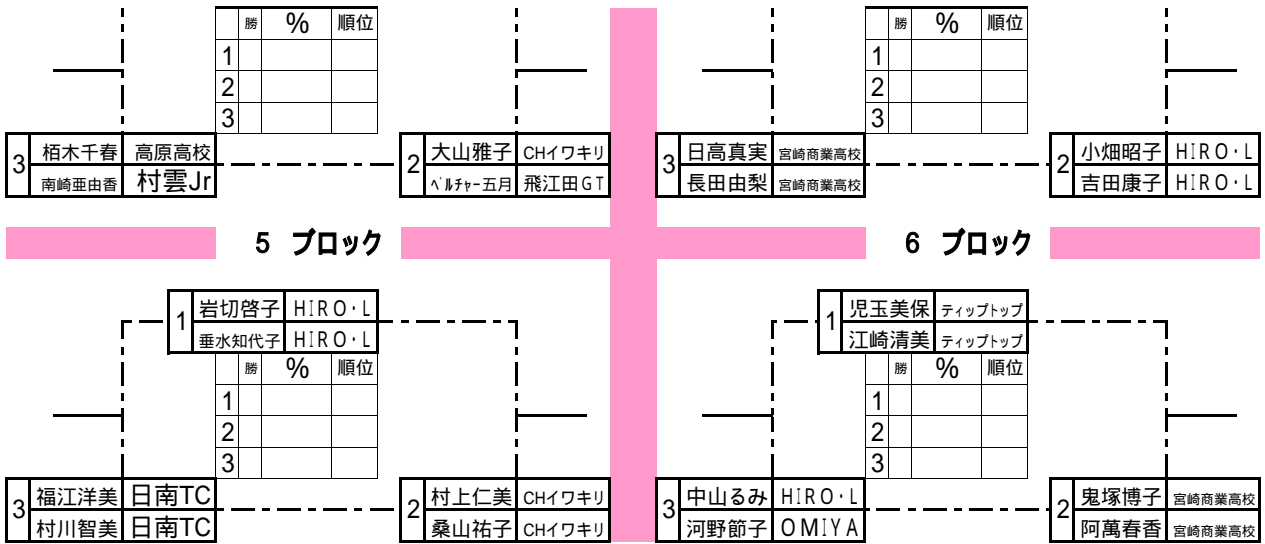 勝 % 順位
1
2
3
勝 % 順位
1
2
3
3 栢木千春 高原高校
南崎亜由香 村雲Jr
2 大山雅子 CHイワキリ
ベルチャー五月 飛江田GT
3 日高真実 宮崎商業高校
長田由梨 宮崎商業高校
2 小畑昭子 HIRO・L
吉田康子 HIRO・L
5 ブロック
6 ブロック
1 岩切啓子 HIRO・L
垂水知代子 HIRO・L
勝 % 順位
1
2
3
1 児玉美保 ティップトップ
江崎清美 ティップトップ
勝 % 順位
1
2
3
3 福江洋美 日南TC
村川智美 日南TC
2 村上仁美 CHイワキリ
桑山祐子 CHイワキリ
3 中山るみ HIRO・L
河野節子 OMIYA
2 鬼塚博子 宮崎商業高校
阿萬春香 宮崎商業高校